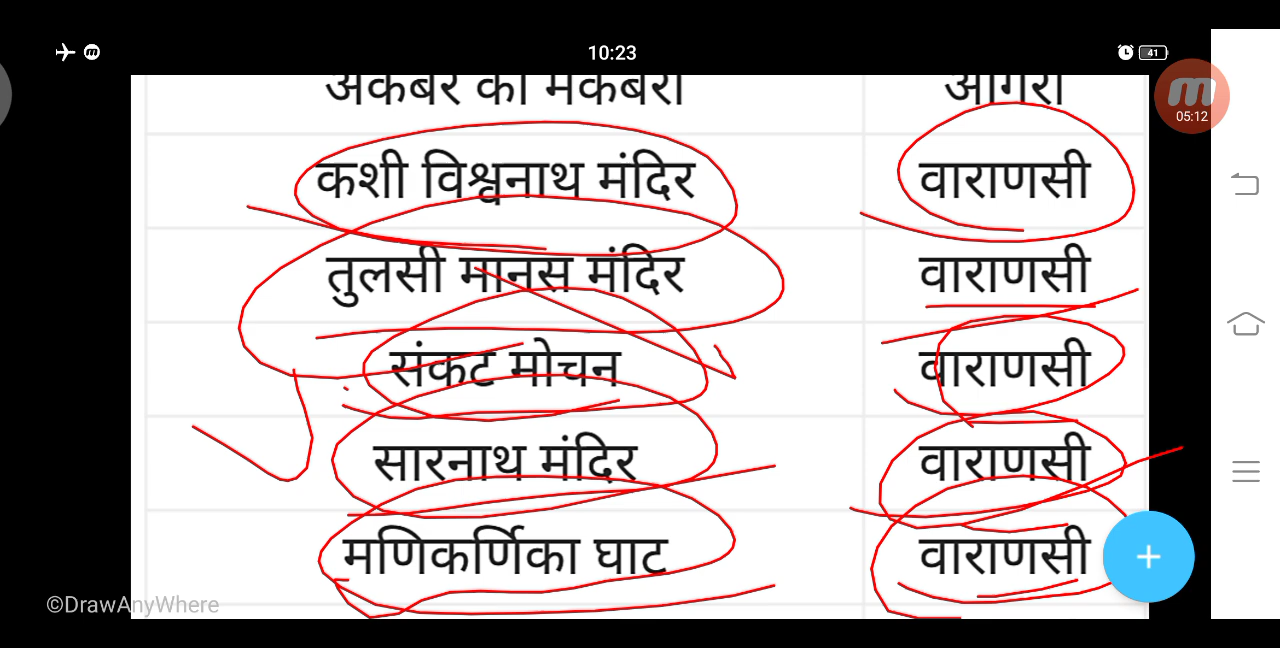 10:23
41
05:12
अकबर का मकबरा आगरा
कशी विश्वनाथ मंदिर वाराणसी
तुलसी मानस मंदिर वाराणसी
संकट मोचन वाराणसी
सारनाथ मंदिर वाराणसी
मणिकर्णिका घाट वाराणसी
©DrawAnyWhere